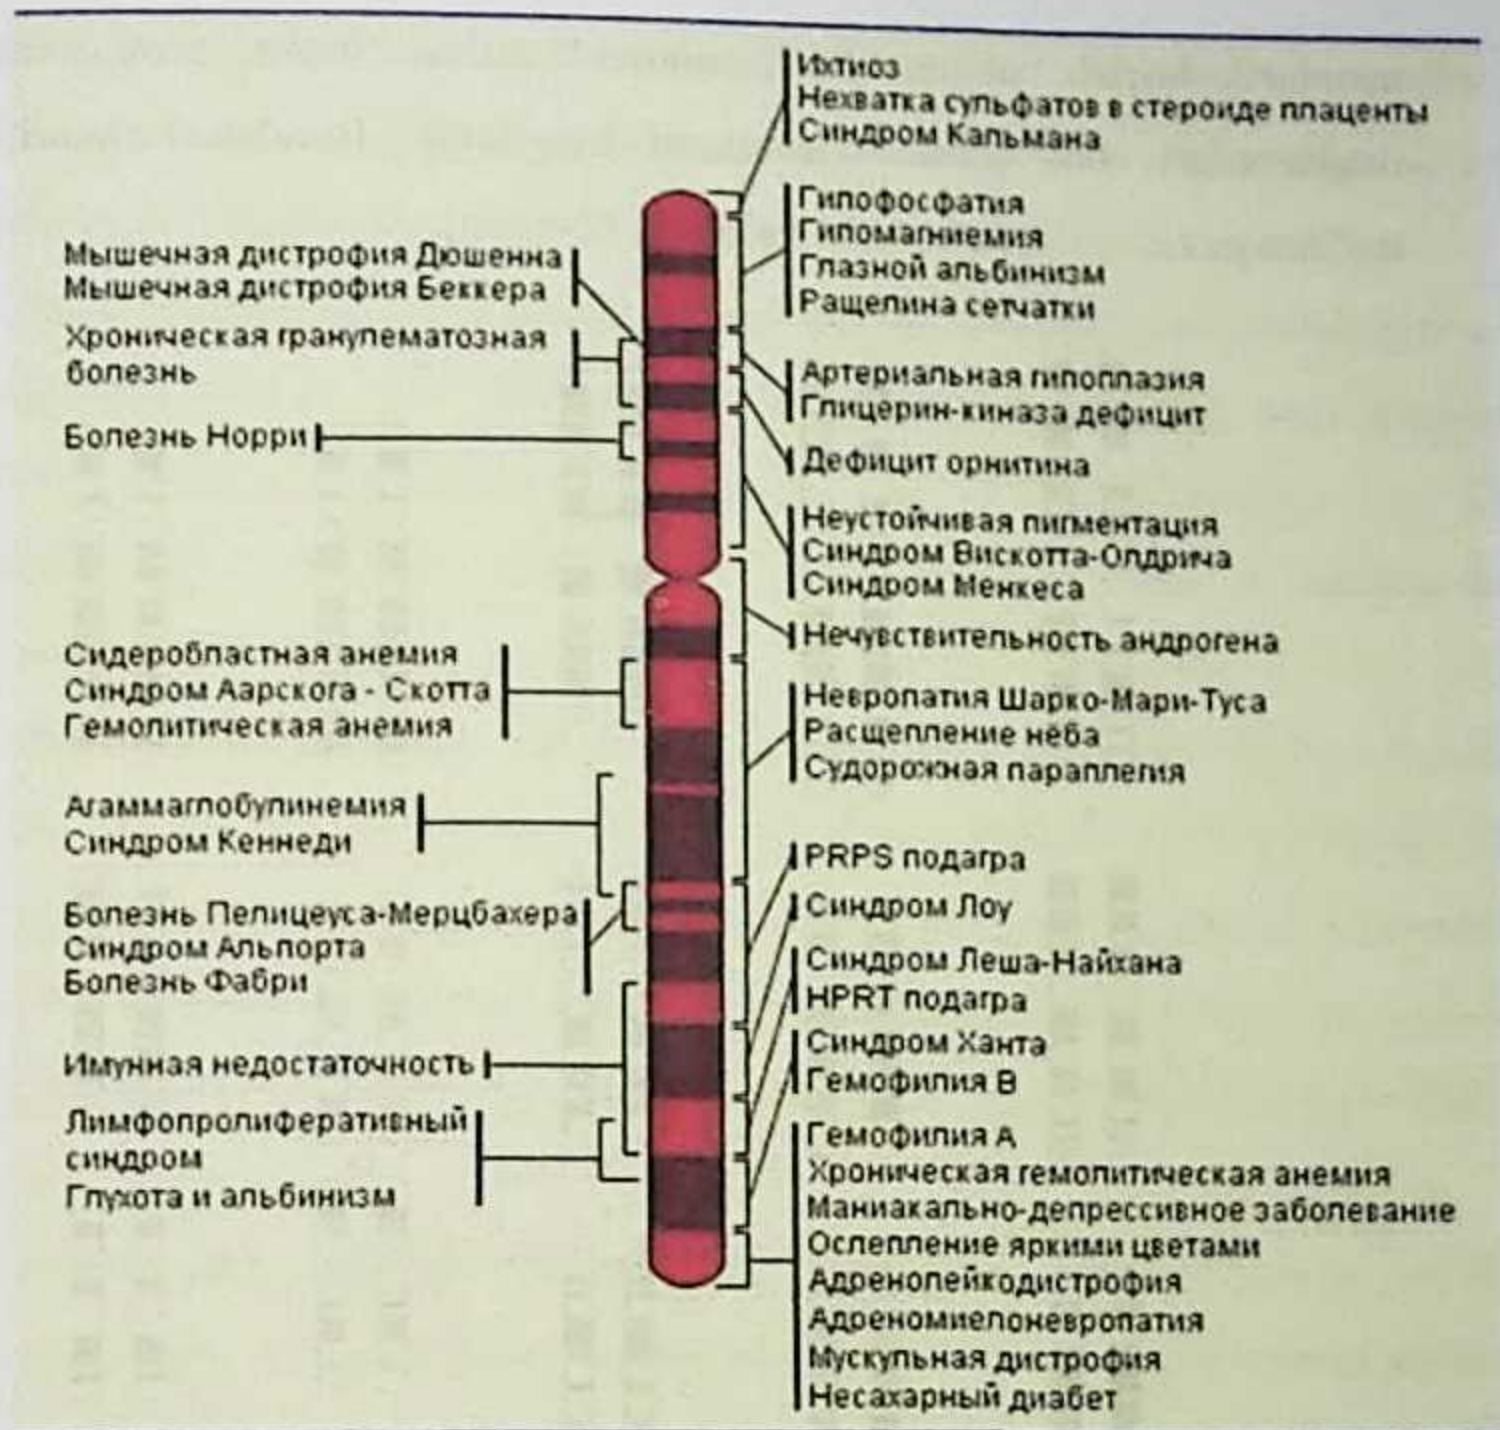 Ихтиоз
Нехватка сульфатов в стероиде плаценты
Синдром Кальмана
Гипофосфатия
Гипомагниемия
Глазной альбинизм
Ращелина сетчатки
Артериальная гипоплазия
Глицерин-киназа дефицит
Дефицит орнитина
Неустойчивая пигментация
Синдром Вискотта-Олдрича
Синдром Менкеса
Нечувствительность андрогена
Невропатия Шарко-Мари-Туса
Расщепление нёба
Судорожная параплегия
PRPS подагра
Синдром Лоу
Синдром Леша-Найхана
HPRT подагра
Синдром Ханта
Гемофилия В
Гемофилия А
Хроническая гемолитическая анемия
Маниакально-депрессивное заболевание
Ослепление яркими цветами
Адренолейкодистрофия
Адреномиелоневропатия
Мускульная дистрофия
Несахарный диабет
Мышечная дистрофия Дюшенна
Мышечная дистрофия Беккера
Хроническая гранулематозная
болезнь
Болезнь Норри
Сидеробластная анемия
Синдром Аарскога - Скотта
Гемолитическая анемия
Агаммаглобулинемия
Синдром Кеннеди
Болезнь Пелицеуса-Мерцбахера
Синдром Альпорта
Болезнь Фабри
Имунная недостаточность
Лимфопролиферативный
синдром
Глухота и альбинизм